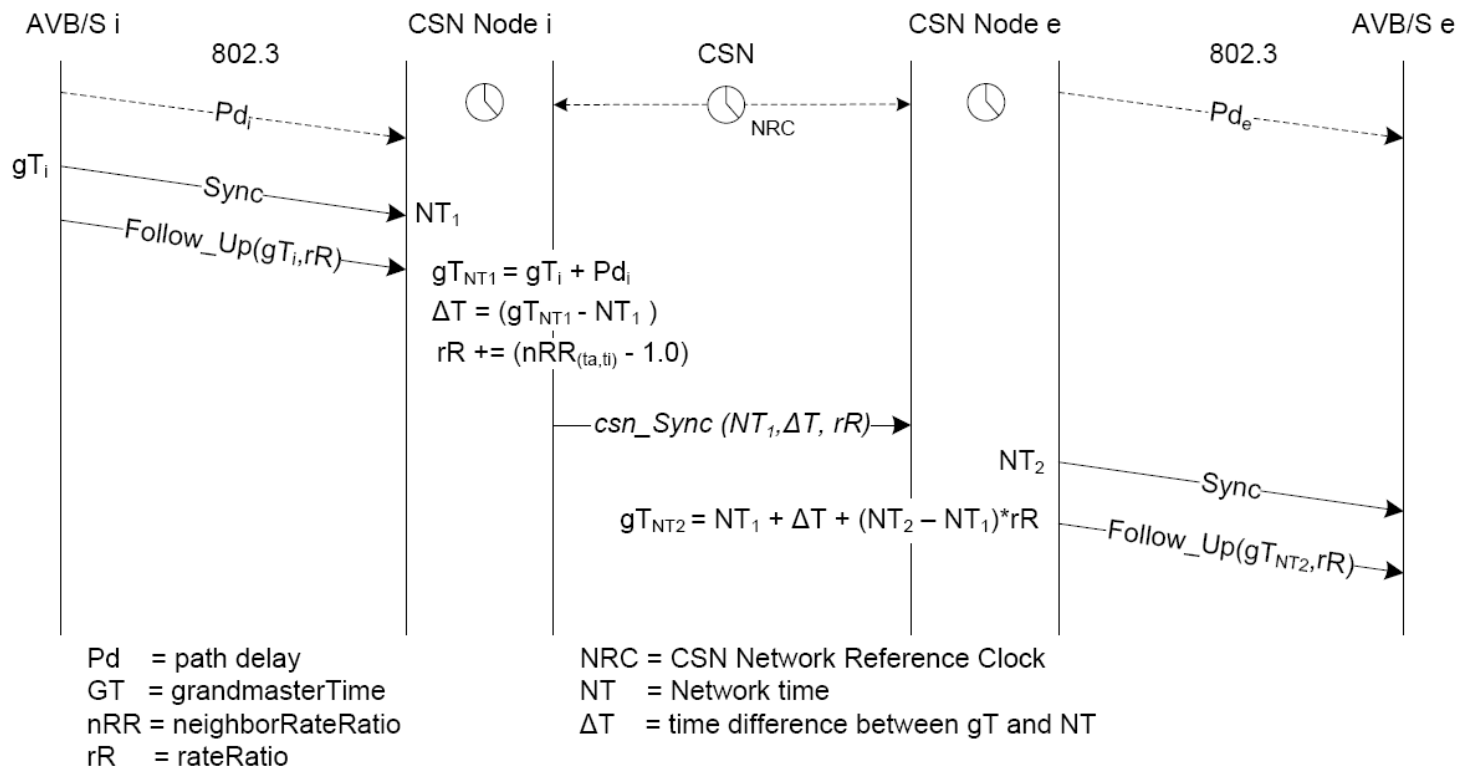 AVB/S i
CSN Node i
CSN Node e
AVB/S e
802.3
CSN
802.3
NRC
Pdᵢ
Pdₑ
gTᵢ
Sync
NT₁
Follow_Up(gTᵢ,rR)
gT_NT1 = gTᵢ + Pdᵢ
ΔT = (gT_NT1 - NT₁ )
rR += (nRR_(ta,ti) - 1.0)
csn_Sync (NT₁,ΔT, rR)
NT₂
Sync
gT_NT2 = NT₁ + ΔT + (NT₂ – NT₁)*rR
Follow_Up(gT_NT2,rR)
Pd = path delay
GT = grandmasterTime
nRR = neighborRateRatio
rR = rateRatio
NRC = CSN Network Reference Clock
NT = Network time
ΔT = time difference between gT and NT